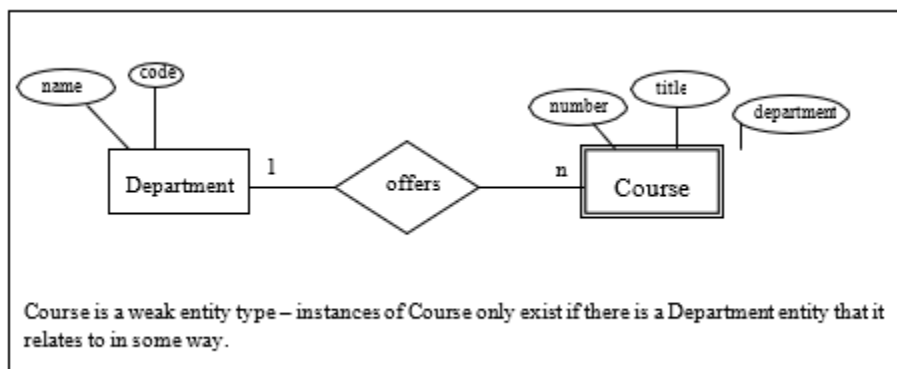 name
code
number
title
department
Department
1
offers
n
Course
Course is a weak entity type – instances of Course only exist if there is a Department entity that it
relates to in some way.